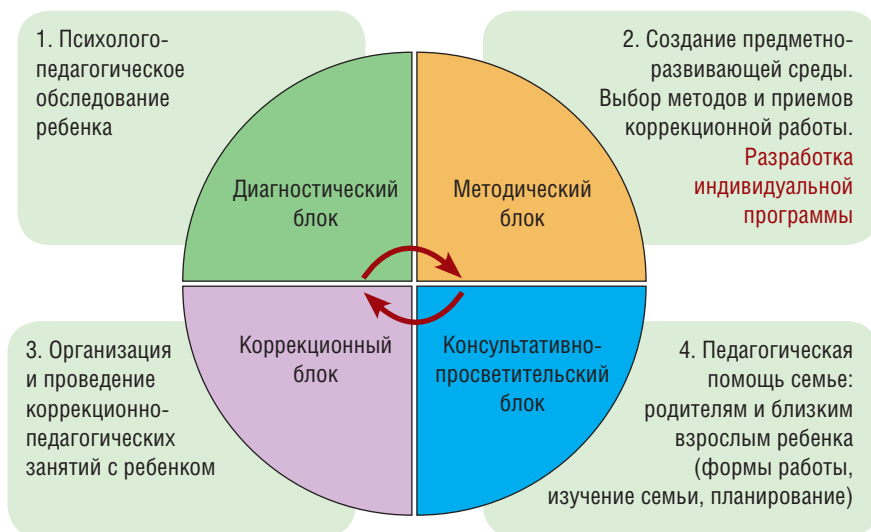 1. Психолого-
педагогическое
обследование
ребенка
2. Создание предметно-
развивающей среды.
Выбор методов и приемов
коррекционной работы.
Разработка
индивидуальной
программы
Диагностический
блок
Методический
блок
Коррекционный
блок
Консультативно-
просветительский
блок
3. Организация
и проведение
коррекционно-
педагогических
занятий с ребенком
4. Педагогическая
помощь семье:
родителям и близким
взрослым ребенка
(формы работы,
изучение семьи, планирование)